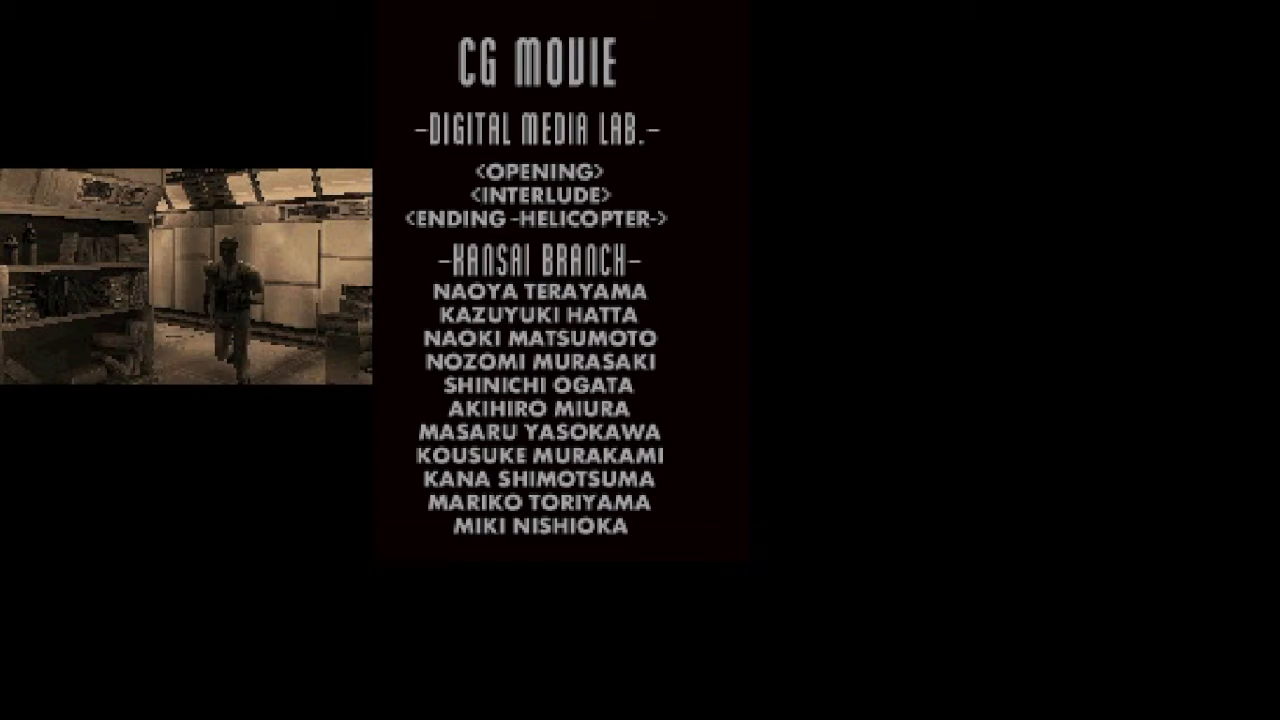 CG MOVIE
-DIGITAL MEDIA LAB.-
<OPENING>
<INTERLUDE>
<ENDING -HELICOPTER->
-KANSAI BRANCH-
NAOYA TERAYAMA
KAZUYUKI HATTA
NAOKI MATSUMOTO
NOZOMI MURASAKI
SHINICHI OGATA
AKIHIRO MIURA
MASARU YASOKAWA
KOUSUKE MURAKAMI
KANA SHIMOTSUMA
MARIKO TORIYAMA
MIKI NISHIOKA